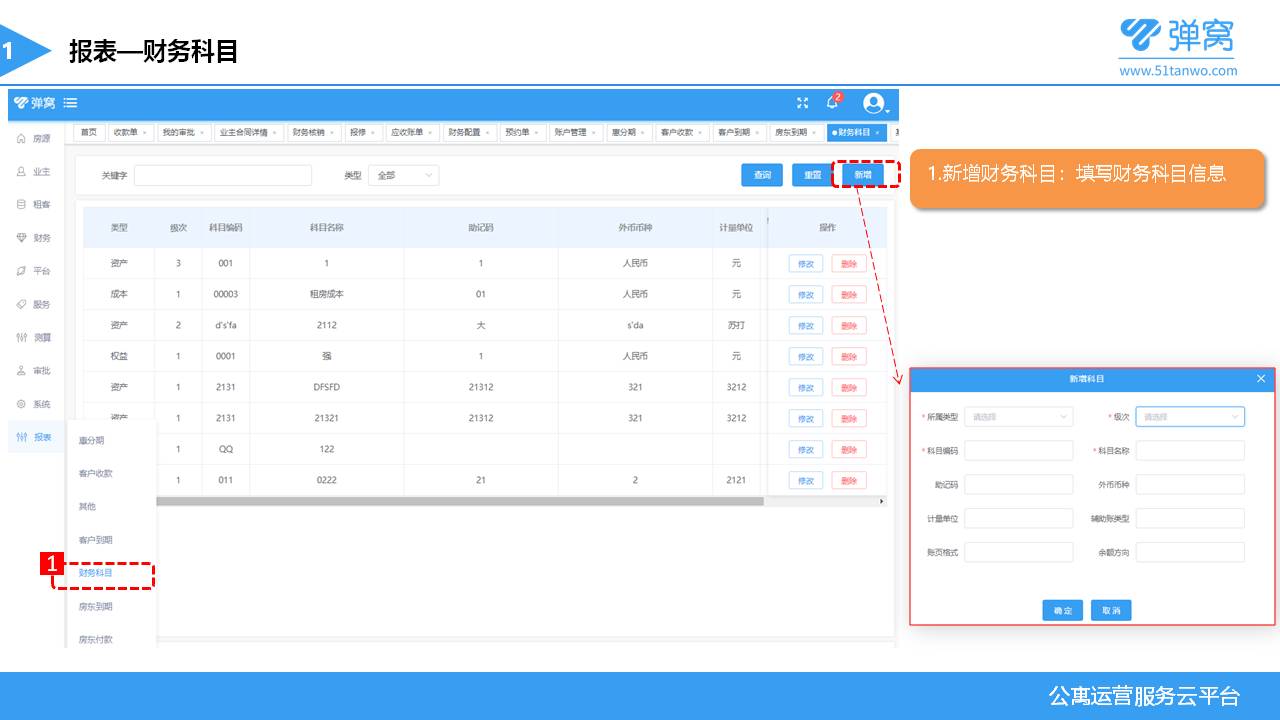 1
报表—财务科目
弹窝
www.51tanwo.com
弹窝
2
首页 收款单 × 我的审批 × 业主合同详情 × 财务核销 × 报修 × 应收账单 × 财务配置 × 预约单 × 账户管理 × 惠分期 × 客户收款 × 客户到期 × 房东到期 × 财务科目 ×
房源
业主
租客
财务
平台
服务
测算
审批
系统
报表
关键字 类型 全部 查询 重置 新增
类型 级次 科目编码 科目名称 助记码 外币币种 计量单位 操作
资产 3 001 1 1 人民币 元 修改 删除
成本 1 00003 租房成本 01 人民币 元 修改 删除
资产 2 d's'fa 2112 大 s'da 苏打 修改 删除
权益 1 0001 强 1 人民币 元 修改 删除
资产 1 2131 DFSFD 21312 321 3212 修改 删除
资产 1 2131 21321 21312 321 3212 修改 删除
1 QQ 122 修改 删除
1 011 0222 21 2 2121 修改 删除
惠分期
客户收款
其他
客户到期
1
财务科目
房东到期
房东付款
1.新增财务科目：填写财务科目信息
新增科目
* 所属类型 请选择 * 级次 请选择
* 科目编码 * 科目名称
助记码 外币币种
计量单位 辅助账类型
账页格式 余额方向
确定 取消
公寓运营服务云平台